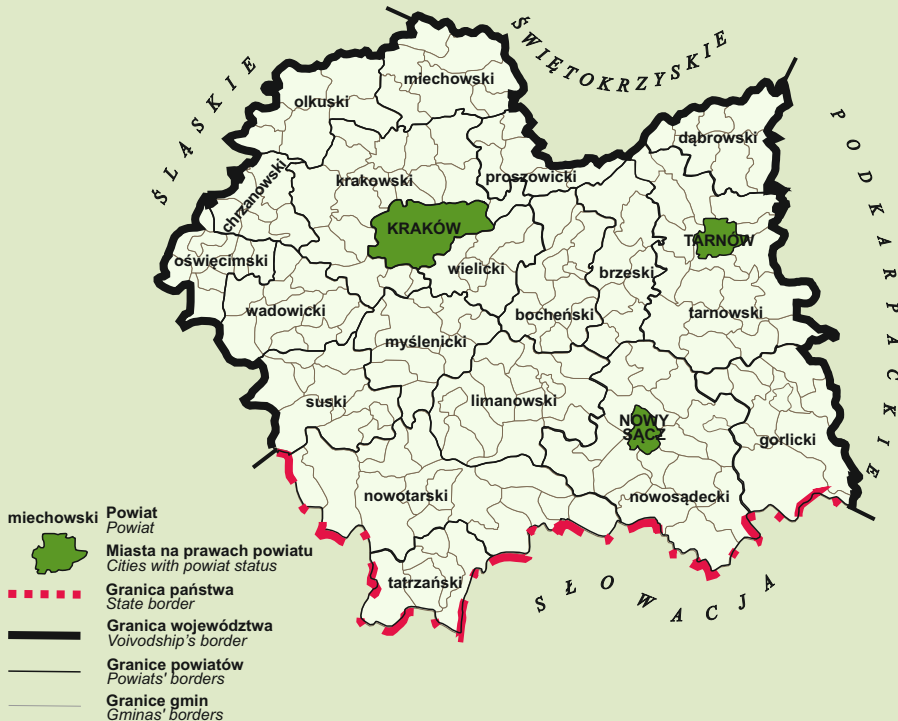 ŚLĄSKIE
ŚWIĘTOKRZYSKIE
PODKARPACKIE
miechowski
olkuski
dąbrowski
chrzanowski
krakowski
proszowicki
KRAKÓW
TARNÓW
oświęcimski
wielicki
brzeski
wadowicki
bocheński
tarnowski
myślenicki
suski
limanowski
NOWY
SĄCZ
gorlicki
nowotarski
nowosądecki
tatrzański
SŁOWACJA
miechowski
Powiat
Powiat
Miasta na prawach powiatu
Cities with powiat status
Granica państwa
State border
Granica województwa
Voivodship's border
Granice powiatów
Powiats' borders
Granice gmin
Gminas' borders